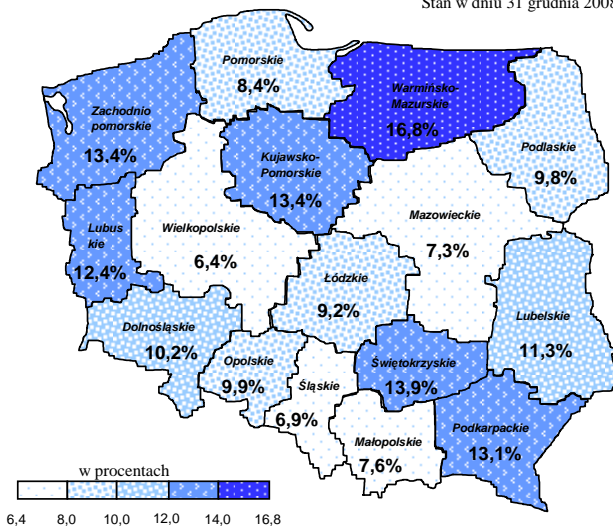 Stan w dniu 31 grudnia 2008
Pomorskie
8,4%
Warmińsko-
Mazurskie
16,8%
Zachodnio
pomorskie
13,4%
Kujawsko-
Pomorskie
13,4%
Podlaskie
9,8%
Lubus
kie
12,4%
Wielkopolskie
6,4%
Mazowieckie
7,3%
Łódzkie
9,2%
Lubelskie
11,3%
Dolnośląskie
10,2%
Opolskie
9,9%
Śląskie
6,9%
Świętokrzyskie
13,9%
Małopolskie
7,6%
Podkarpackie
13,1%
w procentach
6,4 8,0 10,0 12,0 14,0 16,8